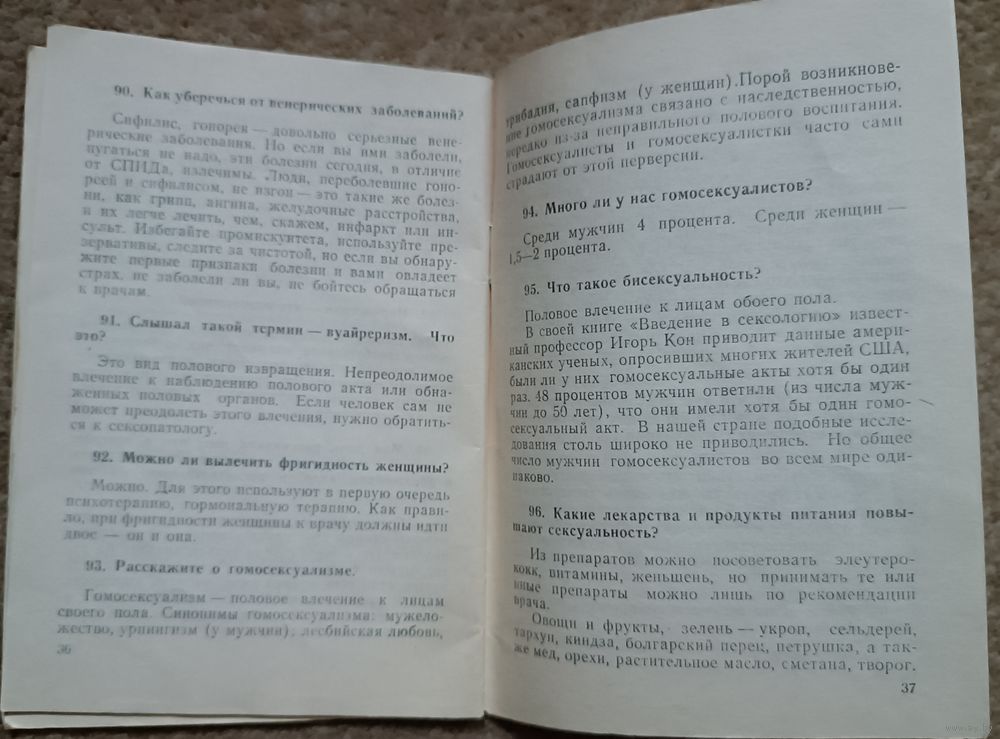 90. Как уберечься от венерических заболеваний?
Сифилис, гонорея — довольно серьезные вене-
рические заболевания. Но если вы ими заболели,
пугаться не надо, эти болезни сегодня, в отличие
от СПИДа, излечимы. Люди, переболевшие гоно-
реей и сифилисом, не изгои — это такие же болез-
ни, как грипп, ангина, желудочные расстройства,
и их легче лечить, чем, скажем, инфаркт или ин-
сульт. Избегайте промискуитета, используйте пре-
зервативы, следите за чистотой, но если вы обнару-
жите первые признаки болезни и вами овладеет
страх, не заболели ли вы, не бойтесь обращаться
к врачам.
91. Слышал такой термин — вуайреризм. Что
это?
Это вид полового извращения. Непреодолимое
влечение к наблюдению полового акта или обна-
женных половых органов. Если человек сам не
может преодолеть этого влечения, нужно обратить-
ся к сексопатологу.
92. Можно ли вылечить фригидность женщины?
Можно. Для этого используют в первую очередь
психотерапию, гормональную терапию. Как прави-
ло, при фригидности женщины к врачу должны идти
двое — он и она.
93. Расскажите о гомосексуализме.
Гомосексуализм — половое влечение к лицам
своего пола. Синонимы гомосексуализма: мужело-
жество, урнингизм (у мужчин); лесбийская любовь,
36
трибадия, сапфизм (у женщин). Порой возникнове-
ние гомосексуализма связано с наследственностью,
нередко из-за неправильного полового воспитания.
Гомосексуалисты и гомосексуалистки часто сами
страдают от этой перверсии.
94. Много ли у нас гомосексуалистов?
Среди мужчин 4 процента. Среди женщин —
1,5—2 процента.
95. Что такое бисексуальность?
Половое влечение к лицам обоего пола.
В своей книге «Введение в сексологию» извест-
ный профессор Игорь Кон приводит данные амери-
канских ученых, опросивших многих жителей США,
были ли у них гомосексуальные акты хотя бы один
раз. 48 процентов мужчин ответили (из числа муж-
чин до 50 лет), что они имели хотя бы один гомо-
сексуальный акт. В нашей стране подобные иссле-
дования столь широко не приводились. Но общее
число мужчин гомосексуалистов во всем мире оди-
наково.
96. Какие лекарства и продукты питания повы-
шают сексуальность?
Из препаратов можно посоветовать элеутеро-
кокк, витамины, женьшень, но принимать те или
иные препараты можно лишь по рекомендации
врача.
Овощи и фрукты, зелень — укроп, сельдерей,
тархун, киндза, болгарский перец, петрушка, а так-
же мед, орехи, растительное масло, сметана, творог.
37